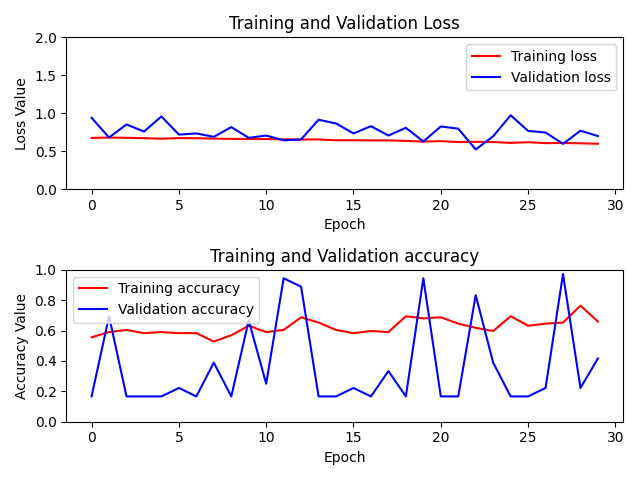 Training and Validation Loss
Loss Value
2.0
1.5
1.0
0.5
0.0
Training loss
Validation loss
0 5 10 15 20 25 30
Epoch
Training and Validation accuracy
Accuracy Value
1.0
0.8
0.6
0.4
0.2
0.0
Training accuracy
Validation accuracy
0 5 10 15 20 25 30
Epoch